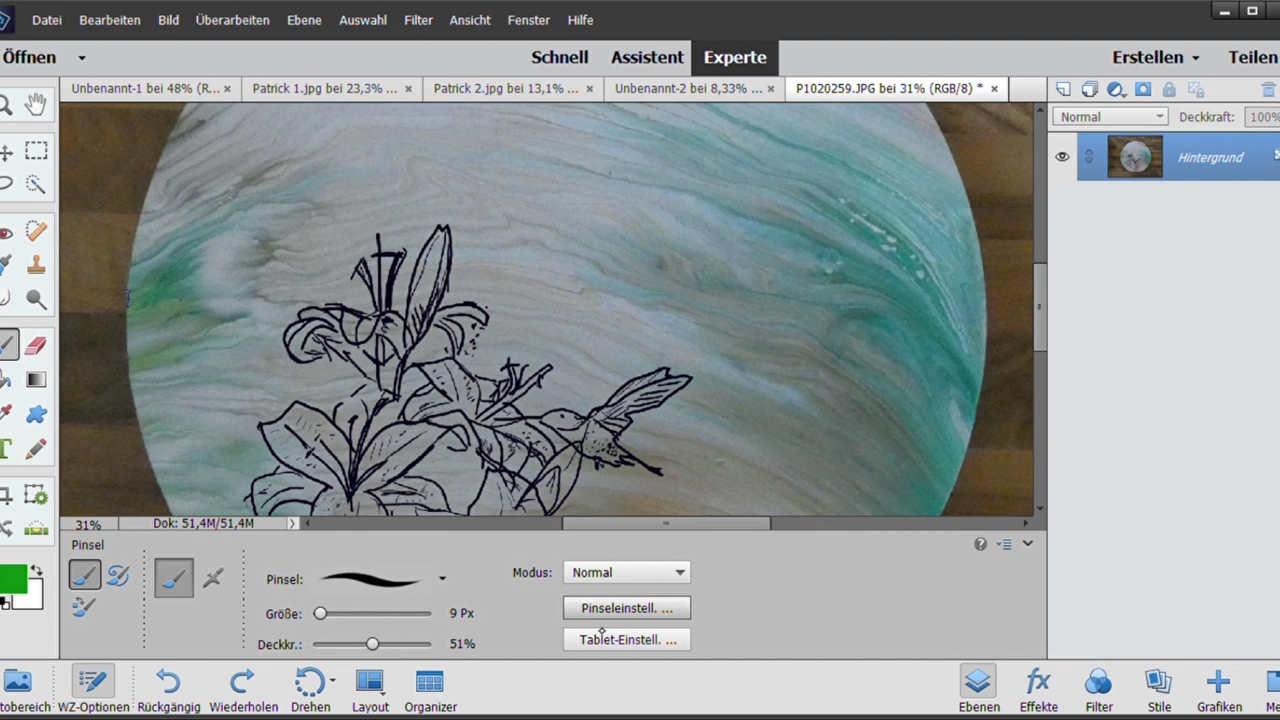 Datei Bearbeiten Bild Überarbeiten Ebene Auswahl Filter Ansicht Fenster Hilfe
Öffnen Schnell Assistent Experte Erstellen Teilen
Unbenannt-1 bei 48% (R... × Patrick 1.jpg bei 23,3% ... × Patrick 2.jpg bei 13,1% ... × Unbenannt-2 bei 8,33% ... × P1020259.JPG bei 31% (RGB/8) * ×
Normal Deckkraft: 100%
Hintergrund
31% Dok: 51,4M/51,4M
Pinsel
Pinsel: Modus: Normal
Größe: 9 Px Pinseleinstell. ...
Deckkr.: 51% Tablet-Einstell. ...
tobereich WZ-Optionen Rückgängig Wiederholen Drehen Layout Organizer Ebenen Effekte Filter Stile Grafiken Me